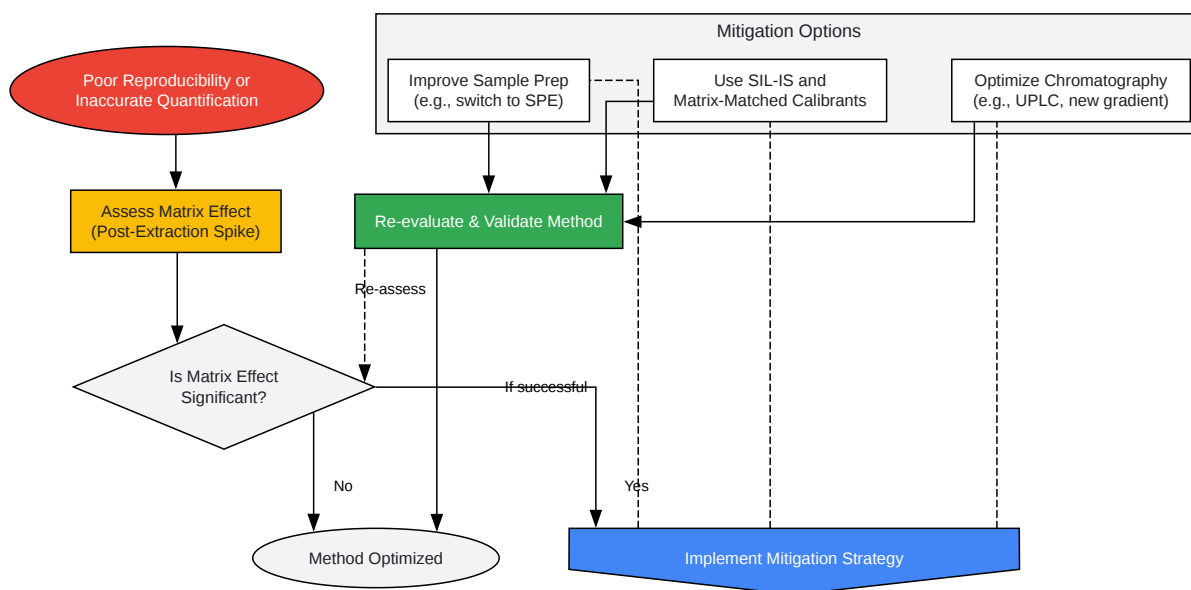 Mitigation Options
Poor Reproducibility or
Inaccurate Quantification
Improve Sample Prep
(e.g., switch to SPE)
Use SIL-IS and
Matrix-Matched Calibrants
Optimize Chromatography
(e.g., UPLC, new gradient)
Assess Matrix Effect
(Post-Extraction Spike)
Re-evaluate & Validate Method
Re-assess
Is Matrix Effect
Significant?
If successful
No
Yes
Method Optimized
Implement Mitigation Strategy